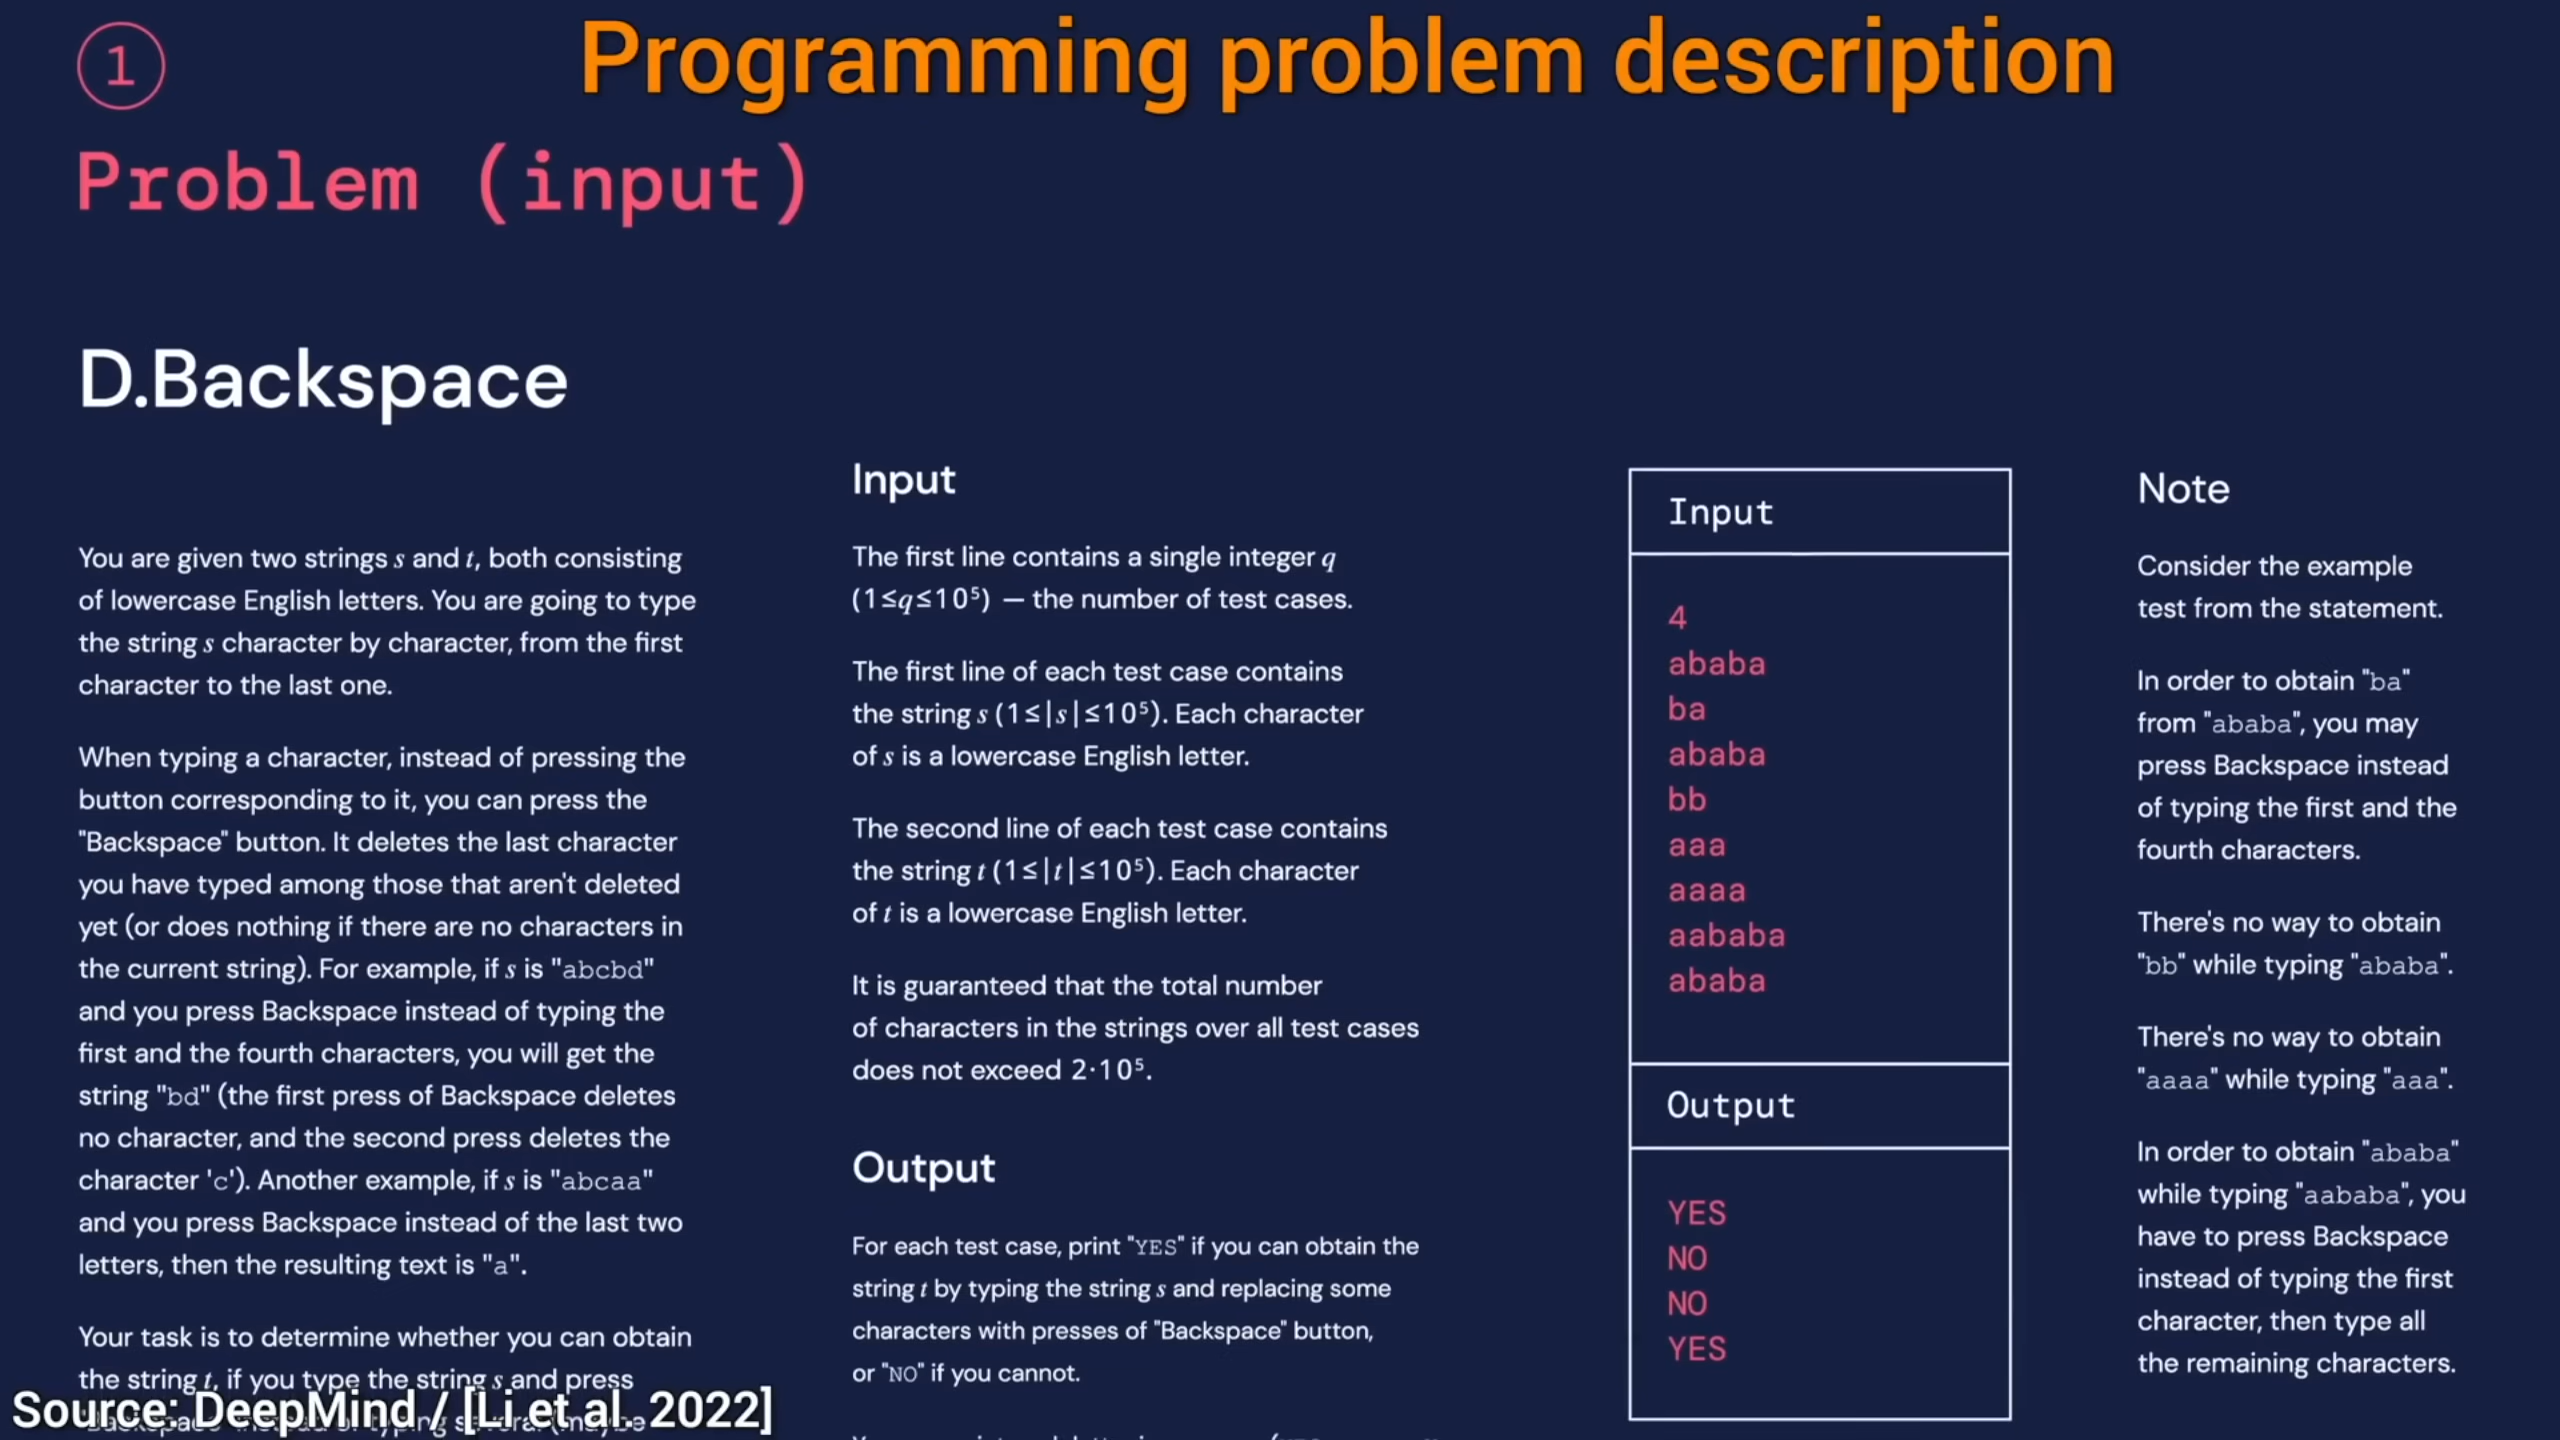 1
Programming problem description
Problem (input)
D.Backspace
You are given two strings s and t, both consisting
of lowercase English letters. You are going to type
the string s character by character, from the first
character to the last one.
When typing a character, instead of pressing the
button corresponding to it, you can press the
"Backspace" button. It deletes the last character
you have typed among those that aren't deleted
yet (or does nothing if there are no characters in
the current string). For example, if s is "abcbd"
and you press Backspace instead of typing the
first and the fourth characters, you will get the
string "bd" (the first press of Backspace deletes
no character, and the second press deletes the
character 'c'). Another example, if s is "abcaa"
and you press Backspace instead of the last two
letters, then the resulting text is "a".
Your task is to determine whether you can obtain
the string t, if you type the string s and press
Input
The first line contains a single integer q
(1≤q≤10⁵) — the number of test cases.
The first line of each test case contains
the string s (1≤|s|≤10⁵). Each character
of s is a lowercase English letter.
The second line of each test case contains
the string t (1≤|t|≤10⁵). Each character
of t is a lowercase English letter.
It is guaranteed that the total number
of characters in the strings over all test cases
does not exceed 2·10⁵.
Output
For each test case, print "YES" if you can obtain the
string t by typing the string s and replacing some
characters with presses of "Backspace" button,
or "NO" if you cannot.
Input
4
ababa
ba
ababa
bb
aaa
aaaa
aababa
ababa
Output
YES
NO
NO
YES
Note
Consider the example
test from the statement.
In order to obtain "ba"
from "ababa", you may
press Backspace instead
of typing the first and the
fourth characters.
There's no way to obtain
"bb" while typing "ababa".
There's no way to obtain
"aaaa" while typing "aaa".
In order to obtain "ababa"
while typing "aababa", you
have to press Backspace
instead of typing the first
character, then type all
the remaining characters.
Source: DeepMind / [Li et al. 2022]